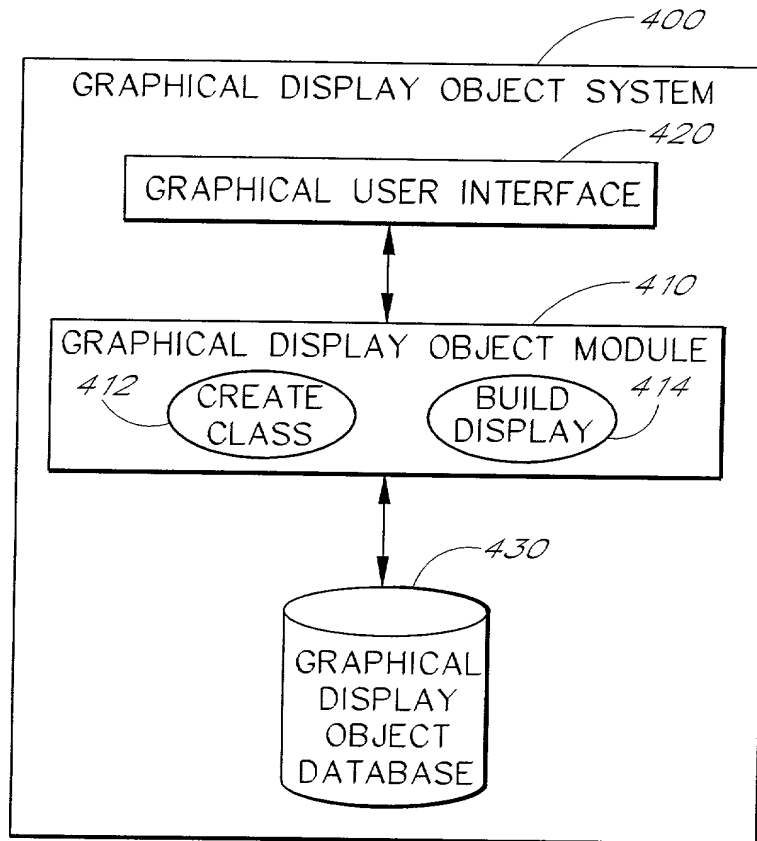 400
GRAPHICAL DISPLAY OBJECT SYSTEM
420
GRAPHICAL USER INTERFACE
410
GRAPHICAL DISPLAY OBJECT MODULE
412
CREATE
CLASS
BUILD
DISPLAY
414
430
GRAPHICAL
DISPLAY
OBJECT
DATABASE